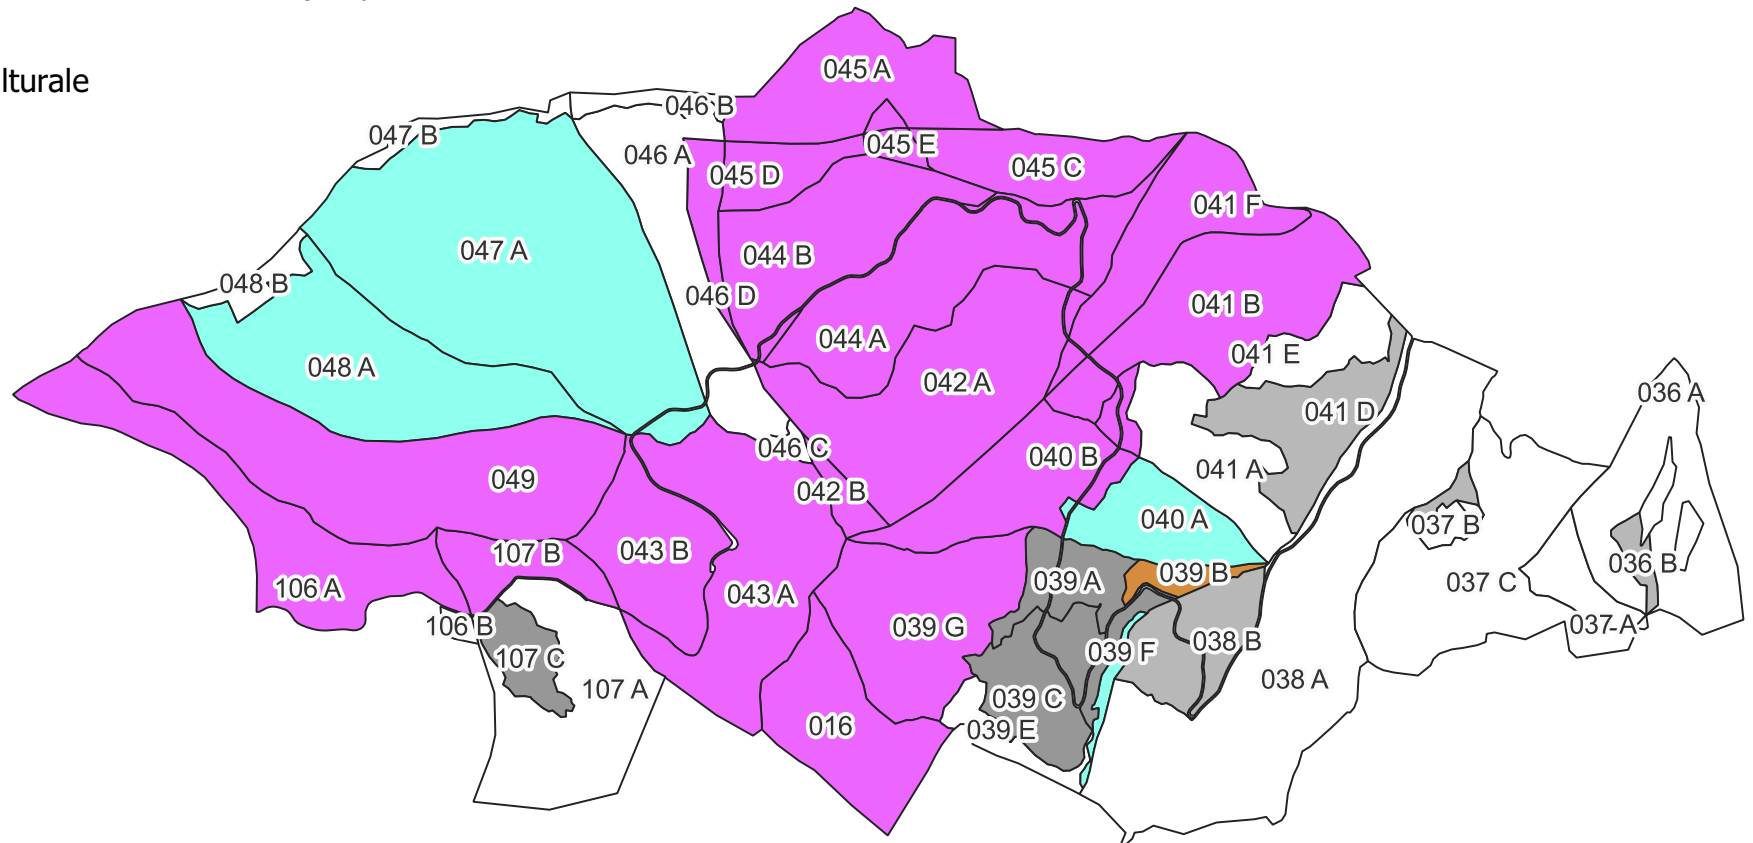 lturale
045 A
046 B
047 B
045 E
046 A
045 C
045 D
041 F
047 A
044 B
048 B
046 D
041 B
044 A
041 E
048 A
042 A
036 A
041 D
046 C
040 B
041 A
049
042 B
040 A
037 B
043 B
107 B
036 B
039 B
039 A
037 C
106 A
043 A
106 B
039 G
037-A
038 B
039 F
107 C
038 A
107 A
039 C
016
039 E